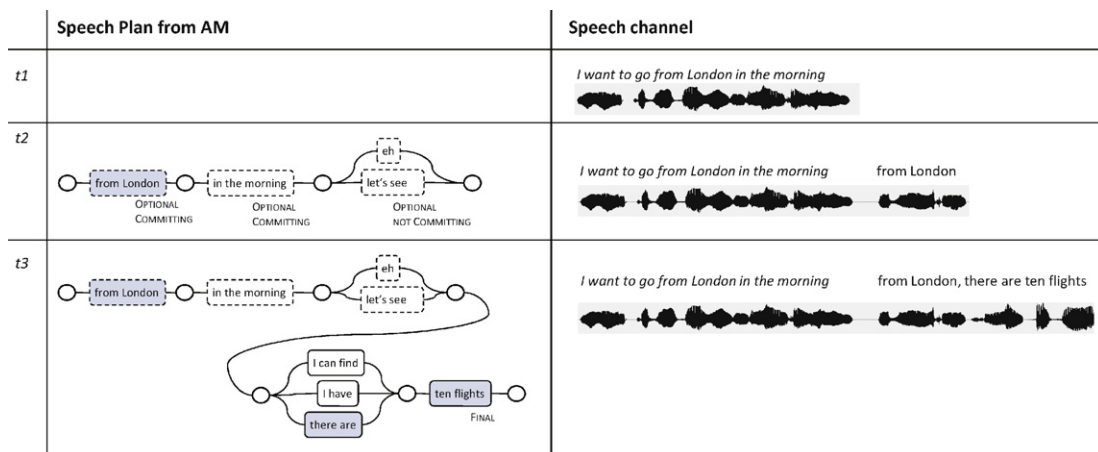 Speech Plan from AM
Speech channel
t1
I want to go from London in the morning
t2
from London
in the morning
eh
let's see
OPTIONAL
COMMITTING
OPTIONAL
COMMITTING
OPTIONAL
NOT COMMITTING
I want to go from London in the morning from London
t3
from London
in the morning
eh
let's see
I can find
I have
there are
ten flights
FINAL
I want to go from London in the morning from London, there are ten flights